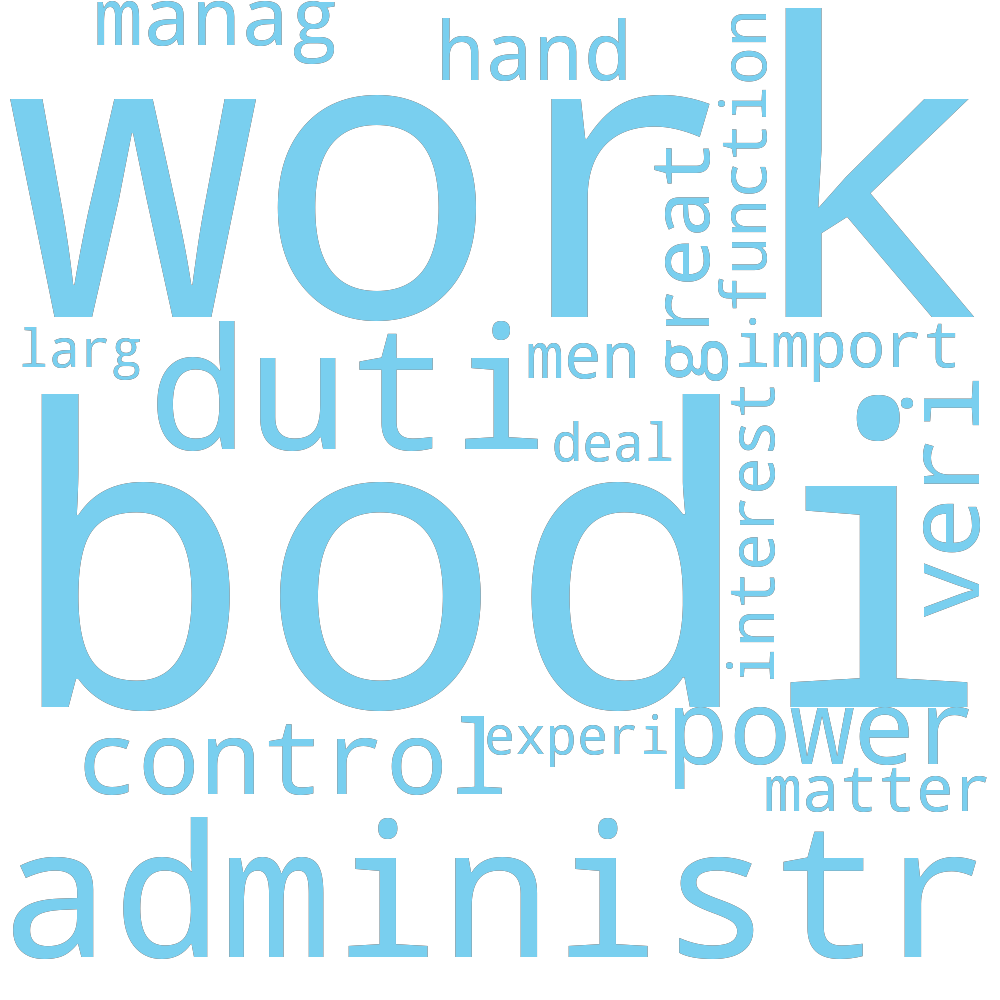 manag
hand
function
work
great
larg
duti
men
import
deal
interest
veri
bodi
control
experi
power
matter
administr